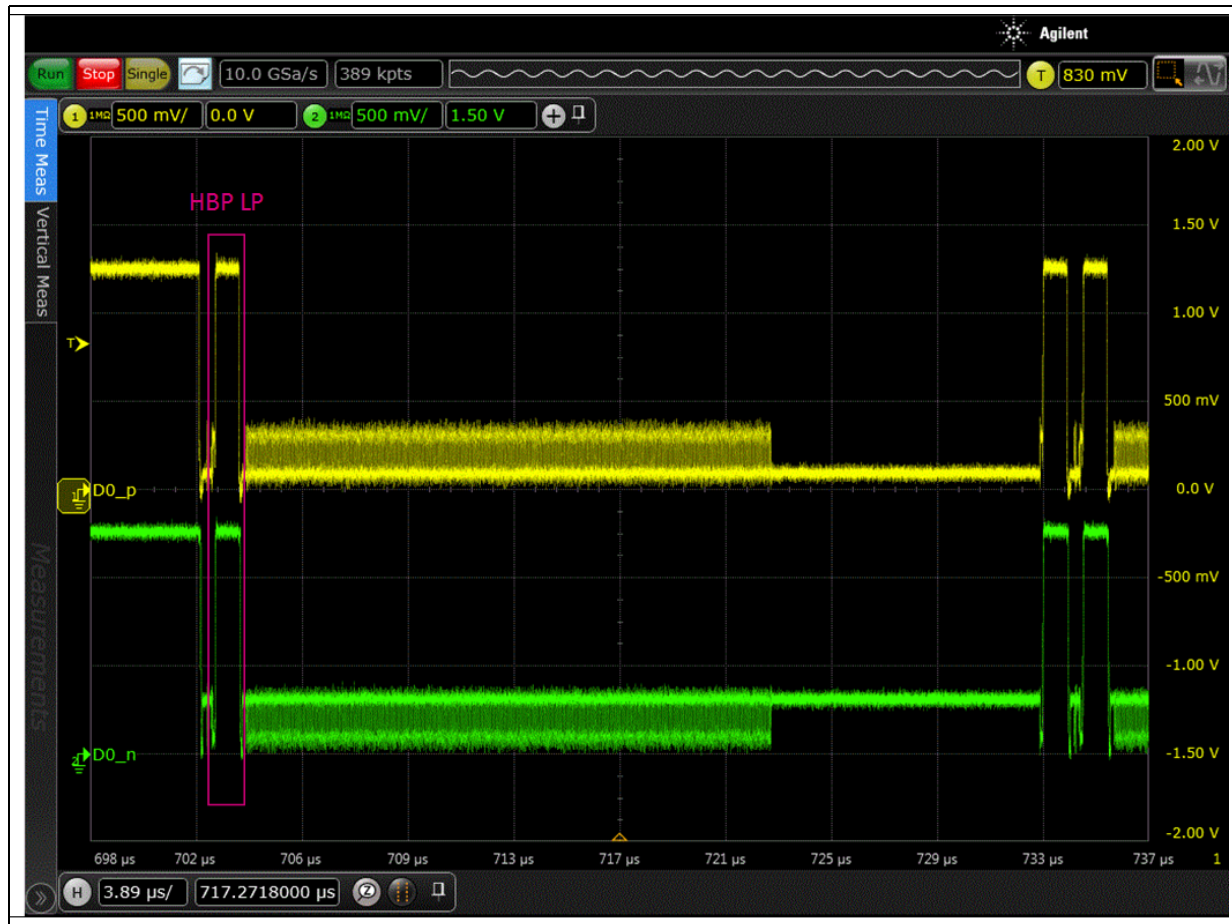 Agilent
Run Stop Single 10.0 GSa/s 389 kpts T 830 mV
1 1MΩ 500 mV/ 0.0 V 2 1MΩ 500 mV/ 1.50 V +
Time Meas
Vertical Meas
Measurements
2.00 V
HBP LP
1.50 V
1.00 V
T
500 mV
1 D0_p
0.0 V
-500 mV
-1.00 V
2 D0_n
-1.50 V
-2.00 V
698 µs 702 µs 706 µs 709 µs 713 µs 717 µs 721 µs 725 µs 729 µs 733 µs 737 µs 1
H 3.89 µs/ 717.2718000 µs Z